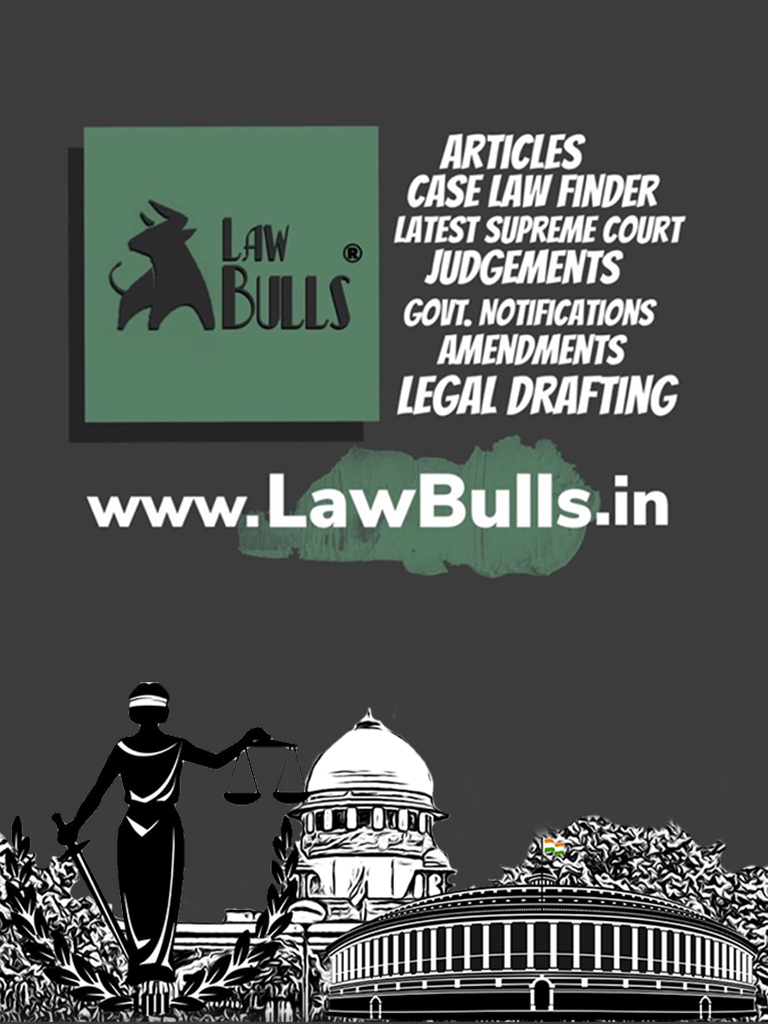 LAW
BULLS ®
ARTICLES
CASE LAW FINDER
LATEST SUPREME COURT
JUDGEMENTS
GOVT. NOTIFICATIONS
AMENDMENTS
LEGAL DRAFTING
www.LawBulls.in